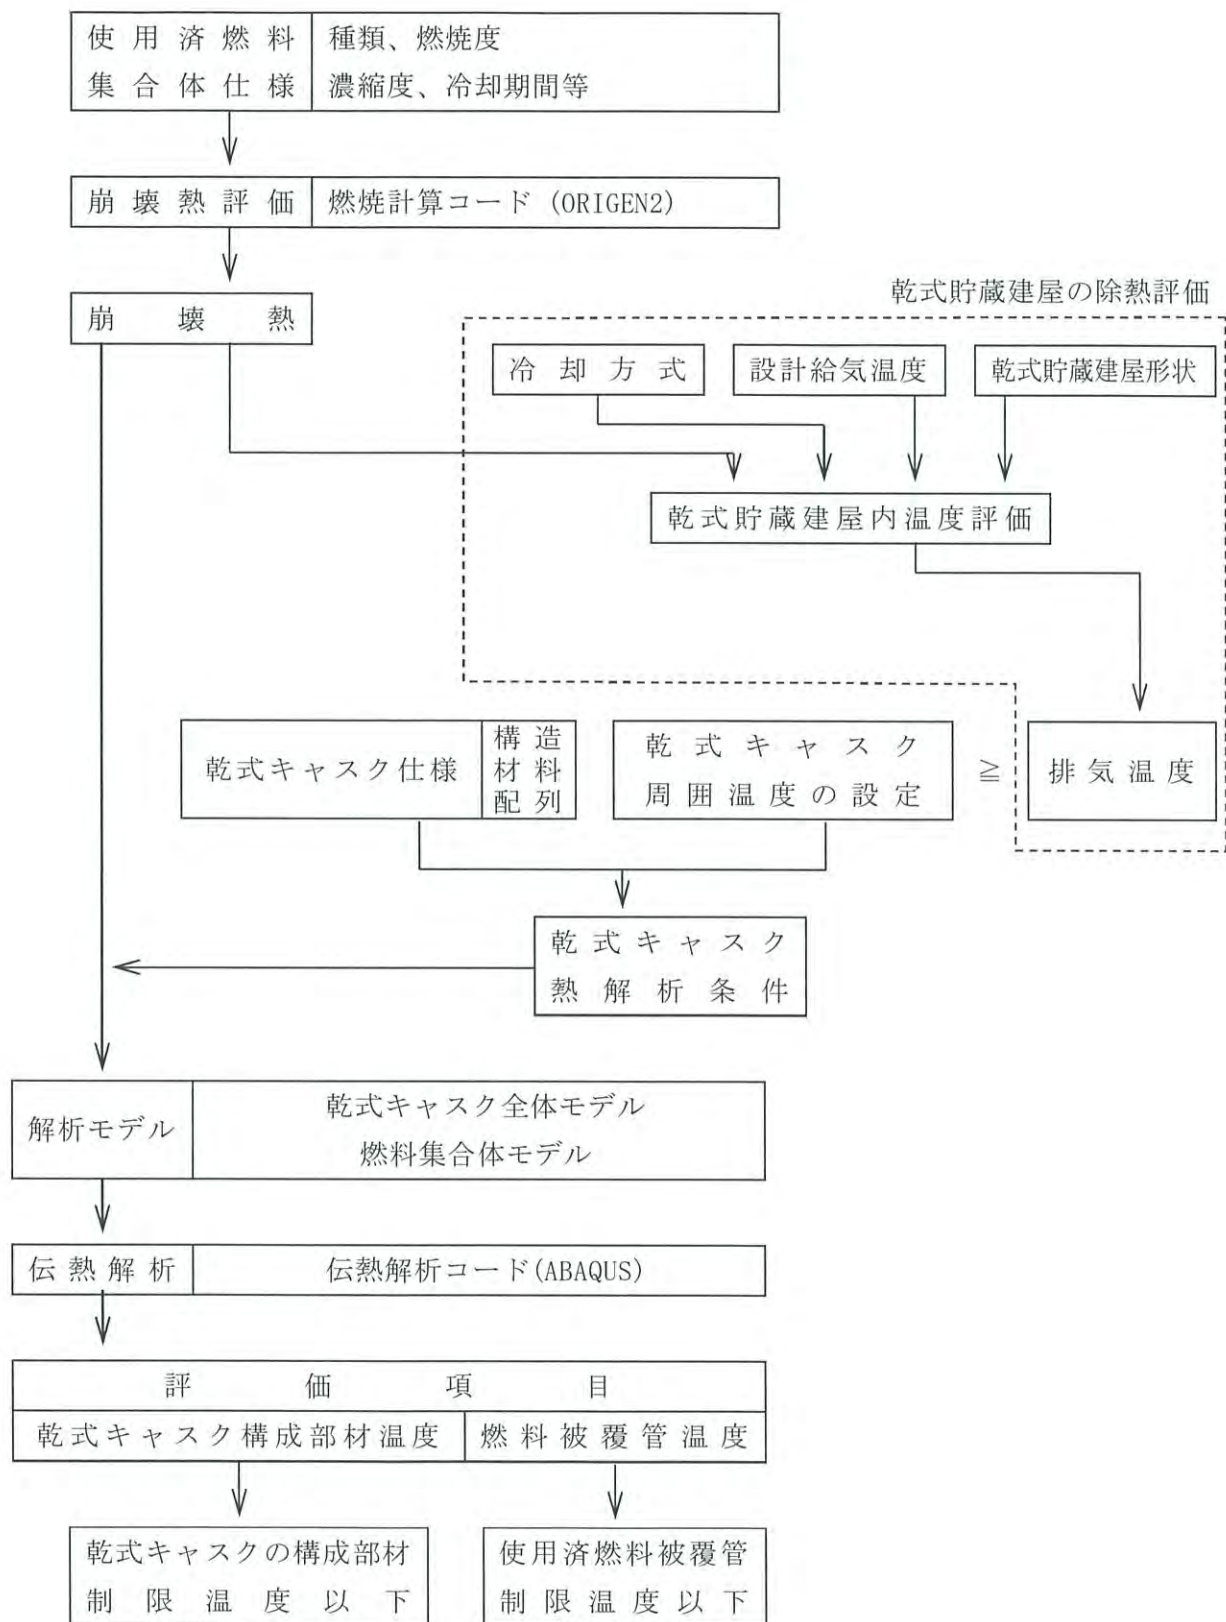 使用済燃料
集合体仕様
種類、燃焼度
濃縮度、冷却期間等
崩壊熱評価
燃焼計算コード (ORIGEN2)
崩壊熱
乾式貯蔵建屋の除熱評価
冷却方式
設計給気温度
乾式貯蔵建屋形状
乾式貯蔵建屋内温度評価
乾式キャスク仕様
構造
材料
配列
乾式キャスク
周囲温度の設定
≧
排気温度
乾式キャスク
熱解析条件
解析モデル
乾式キャスク全体モデル
燃料集合体モデル
伝熱解析
伝熱解析コード(ABAQUS)
評価項目
乾式キャスク構成部材温度
燃料被覆管温度
乾式キャスクの構成部材
制限温度以下
使用済燃料被覆管
制限温度以下